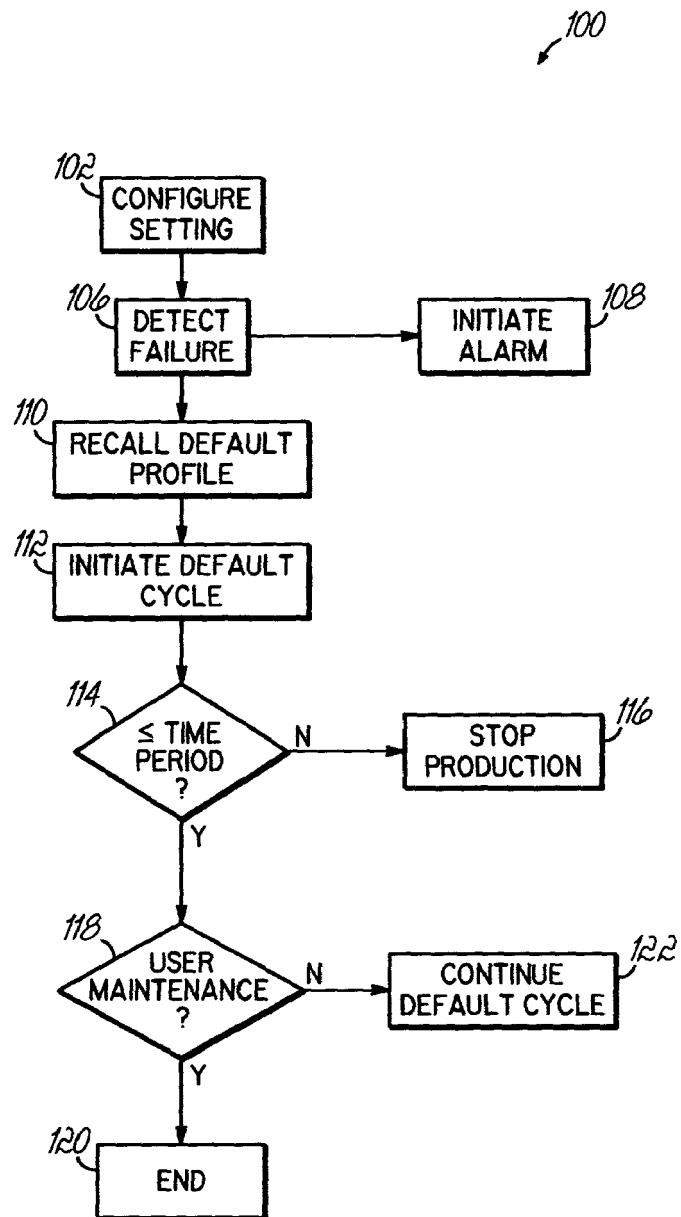 100
102
CONFIGURE
SETTING
106
DETECT
FAILURE
108
INITIATE
ALARM
110
RECALL DEFAULT
PROFILE
112
INITIATE DEFAULT
CYCLE
114
≤ TIME
PERIOD
?
N
Y
116
STOP
PRODUCTION
118
USER
MAINTENANCE
?
N
Y
122
CONTINUE
DEFAULT CYCLE
120
END